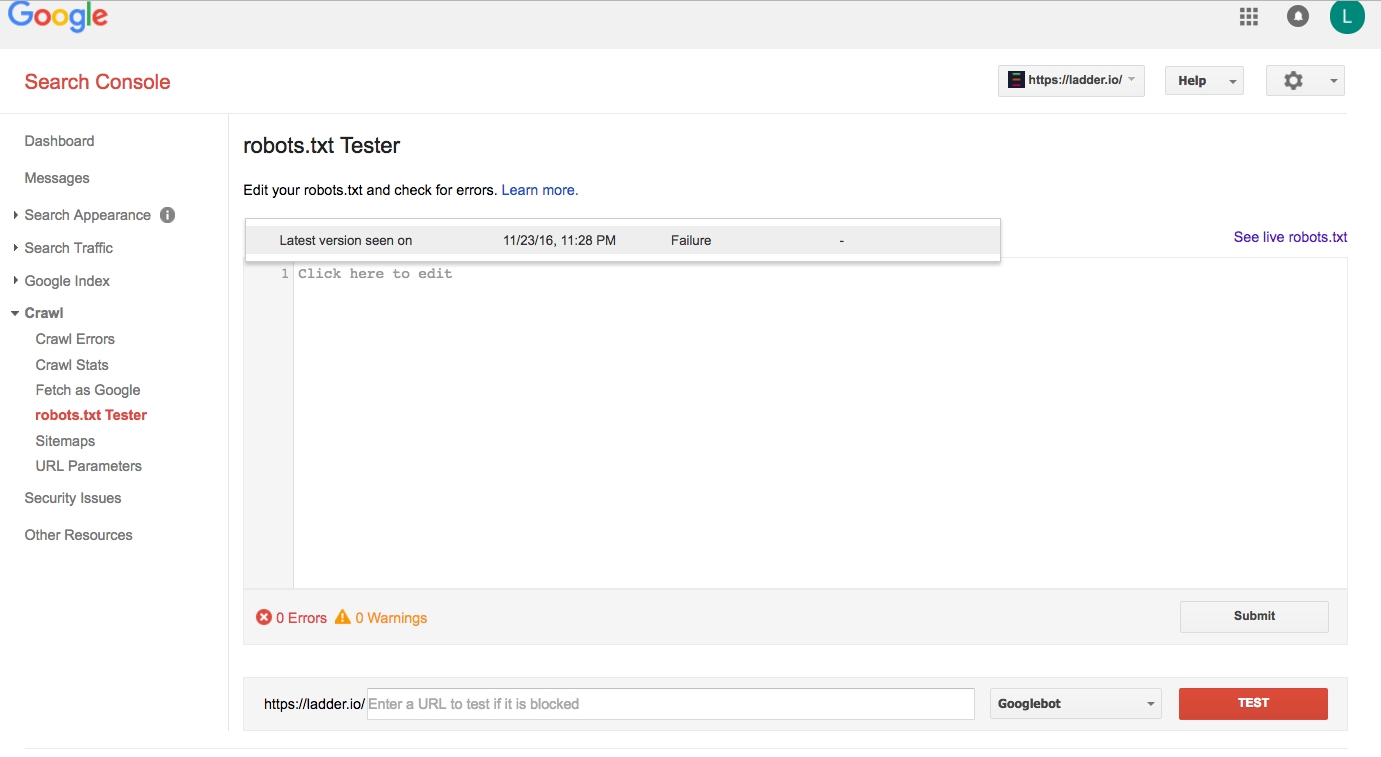 Google
L
Search Console
https://ladder.io/
Help
Dashboard
Messages
Search Appearance i
Search Traffic
Google Index
Crawl
Crawl Errors
Crawl Stats
Fetch as Google
robots.txt Tester
Sitemaps
URL Parameters
Security Issues
Other Resources
robots.txt Tester
Edit your robots.txt and check for errors. Learn more.
Latest version seen on 11/23/16, 11:28 PM Failure -
See live robots.txt
1 Click here to edit
0 Errors 0 Warnings
Submit
https://ladder.io/ Enter a URL to test if it is blocked
Googlebot
TEST